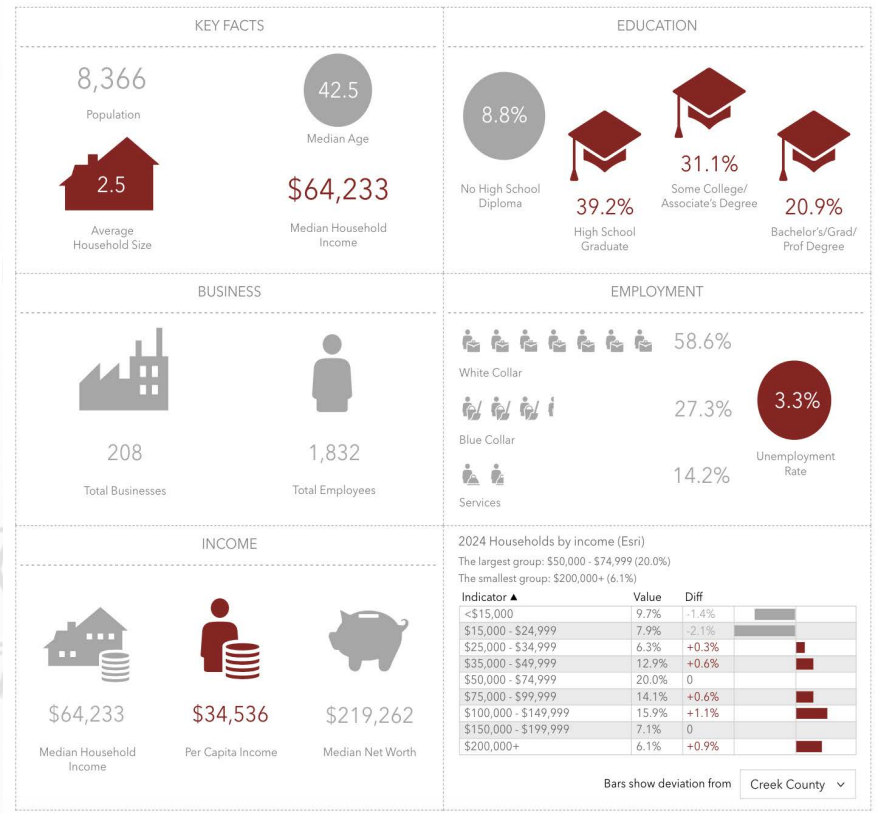 KEY FACTS
8,366
Population
42.5
Median Age
2.5
Average
Household Size
$64,233
Median Household
Income
EDUCATION
8.8%
No High School
Diploma
39.2%
High School
Graduate
31.1%
Some College/
Associate's Degree
20.9%
Bachelor's/Grad/
Prof Degree
BUSINESS
208
Total Businesses
1,832
Total Employees
EMPLOYMENT
58.6%
White Collar
27.3%
Blue Collar
14.2%
Services
3.3%
Unemployment
Rate
INCOME
$64,233
Median Household
Income
$34,536
Per Capita Income
$219,262
Median Net Worth
2024 Households by income (Esri)
The largest group: $50,000 - $74,999 (20.0%)
The smallest group: $200,000+ (6.1%)
Indicator ▲ Value Diff
<$15,000 9.7% -1.4%
$15,000 - $24,999 7.9% -2.1%
$25,000 - $34,999 6.3% +0.3%
$35,000 - $49,999 12.9% +0.6%
$50,000 - $74,999 20.0% 0
$75,000 - $99,999 14.1% +0.6%
$100,000 - $149,999 15.9% +1.1%
$150,000 - $199,999 7.1% 0
$200,000+ 6.1% +0.9%
Bars show deviation from Creek County